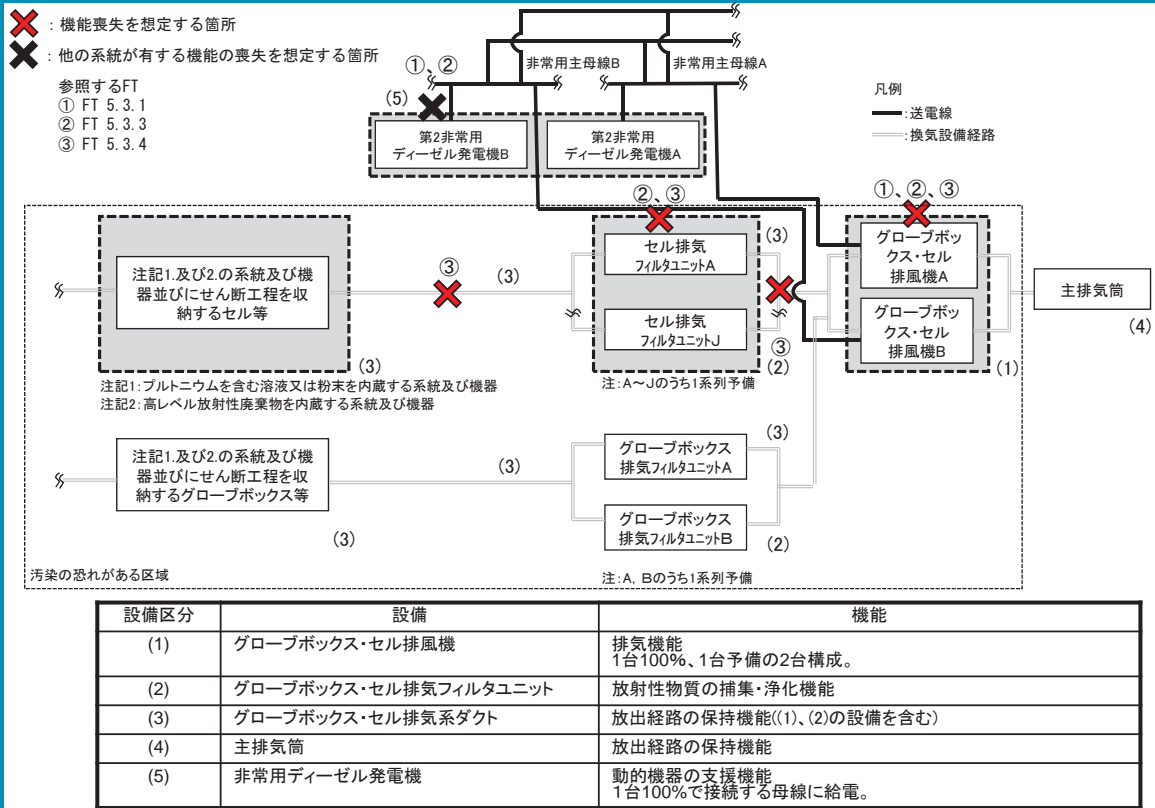 ：機能喪失を想定する箇所
：他の系統が有する機能の喪失を想定する箇所
参照するFT
① FT 5.3.1
② FT 5.3.3
③ FT 5.3.4
①、②
非常用主母線B
非常用主母線A
(5)
第2非常用
ディーゼル発電機B
第2非常用
ディーゼル発電機A
凡例
:送電線
:換気設備経路
②、③
①、②、③
注記1.及び2.の系統及び機
器並びにせん断工程を収
納するセル等
(3)
③
(3)
セル排気
フィルタユニットA
(3)
セル排気
フィルタユニットJ
③
(2)
注:A～Jのうち1系列予備
グローブボッ
クス・セル
排風機A
グローブボッ
クス・セル
排風機B
(1)
主排気筒
(4)
注記1:プルトニウムを含む溶液又は粉末を内蔵する系統及び機器
注記2:高レベル放射性廃棄物を内蔵する系統及び機器
注記1.及び2.の系統及び機
器並びにせん断工程を収
納するグローブボックス等
(3)
(3)
グローブボックス
排気フィルタユニットA
(3)
グローブボックス
排気フィルタユニットB
(2)
汚染の恐れがある区域
注:A, Bのうち1系列予備
設備区分 設備 機能
(1) グローブボックス・セル排風機 排気機能
1台100%、1台予備の2台構成。
(2) グローブボックス・セル排気フィルタユニット 放射性物質の捕集・浄化機能
(3) グローブボックス・セル排気系ダクト 放出経路の保持機能((1)、(2)の設備を含む)
(4) 主排気筒 放出経路の保持機能
(5) 非常用ディーゼル発電機 動的機器の支援機能
1台100%で接続する母線に給電。